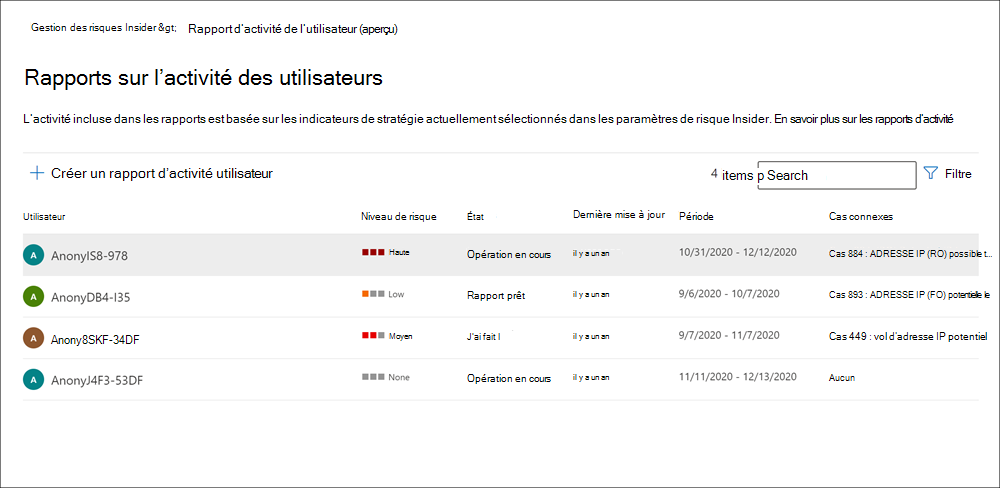 Gestion des risques Insider &gt; Rapport d'activité de l'utilisateur (aperçu)
Rapports sur l'activité des utilisateurs
L'activité incluse dans les rapports est basée sur les indicateurs de stratégie actuellement sélectionnés dans les paramètres de risque Insider. En savoir plus sur les rapports d'activité
+ Créer un rapport d'activité utilisateur 4 items p Search Filtre
Utilisateur Niveau de risque État Dernière mise à jour Période Cas connexes
A AnonyIS8-978 Haute Opération en cours il y a un an 10/31/2020 - 12/12/2020 Cas 884 : ADRESSE IP (RO) possible t...
A AnonyDB4-I35 Low Rapport prêt il y a un an 9/6/2020 - 10/7/2020 Cas 893 : ADRESSE IP (FO) potentielle le
A Anony8SKF-34DF Moyen J'ai fait l il y a un an 9/7/2020 - 11/7/2020 Cas 449 : vol d'adresse IP potentiel
A AnonyJ4F3-53DF None Opération en cours il y a un an 11/11/2020 - 12/13/2020 Aucun